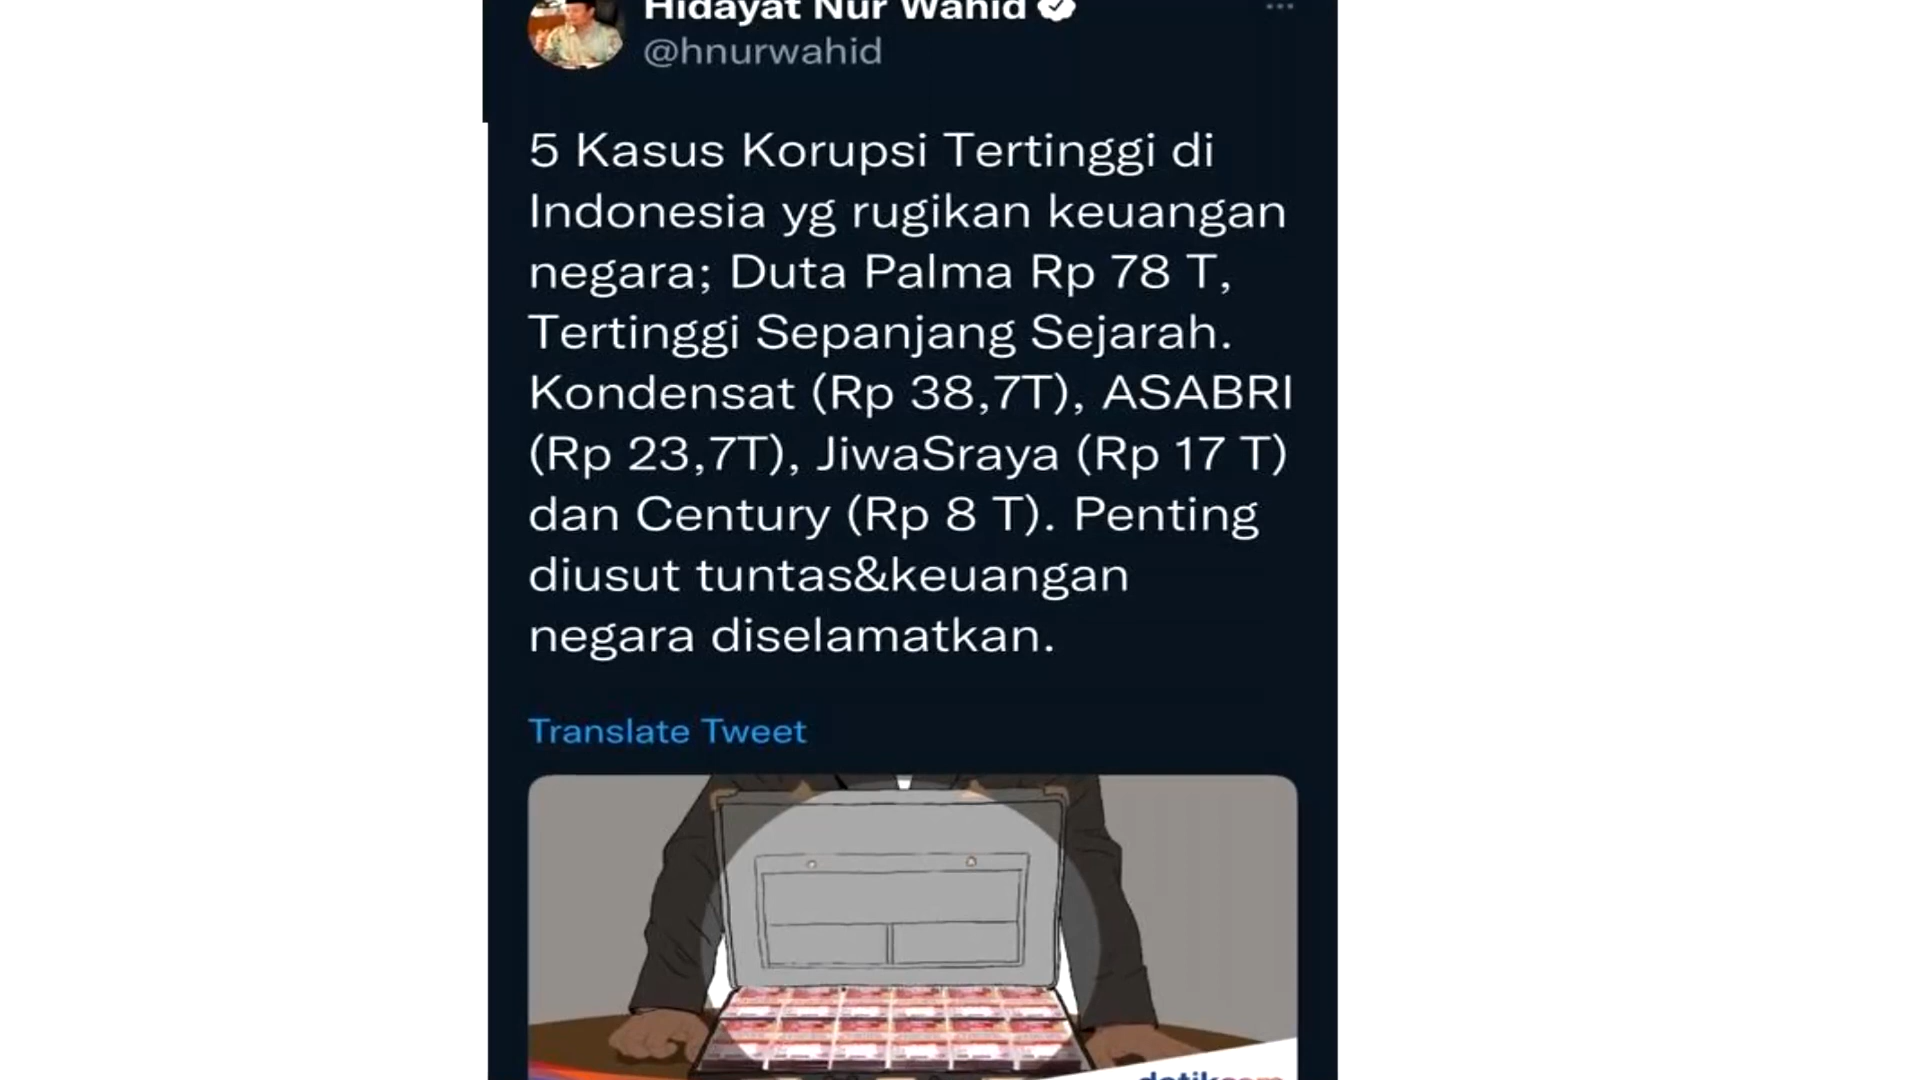 Hidayat Nur Wahid
@hnurwahid
5 Kasus Korupsi Tertinggi di
Indonesia yg rugikan keuangan
negara; Duta Palma Rp 78 T,
Tertinggi Sepanjang Sejarah.
Kondensat (Rp 38,7T), ASABRI
(Rp 23,7T), JiwaSraya (Rp 17 T)
dan Century (Rp 8 T). Penting
diusut tuntas&keuangan
negara diselamatkan.
Translate Tweet
detikcom